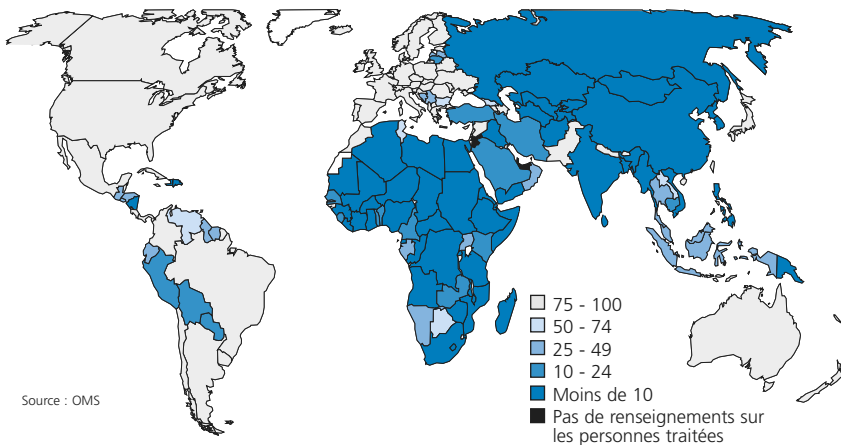 75 - 100
50 - 74
25 - 49
10 - 24
Moins de 10
Pas de renseignements sur
les personnes traitées
Source : OMS